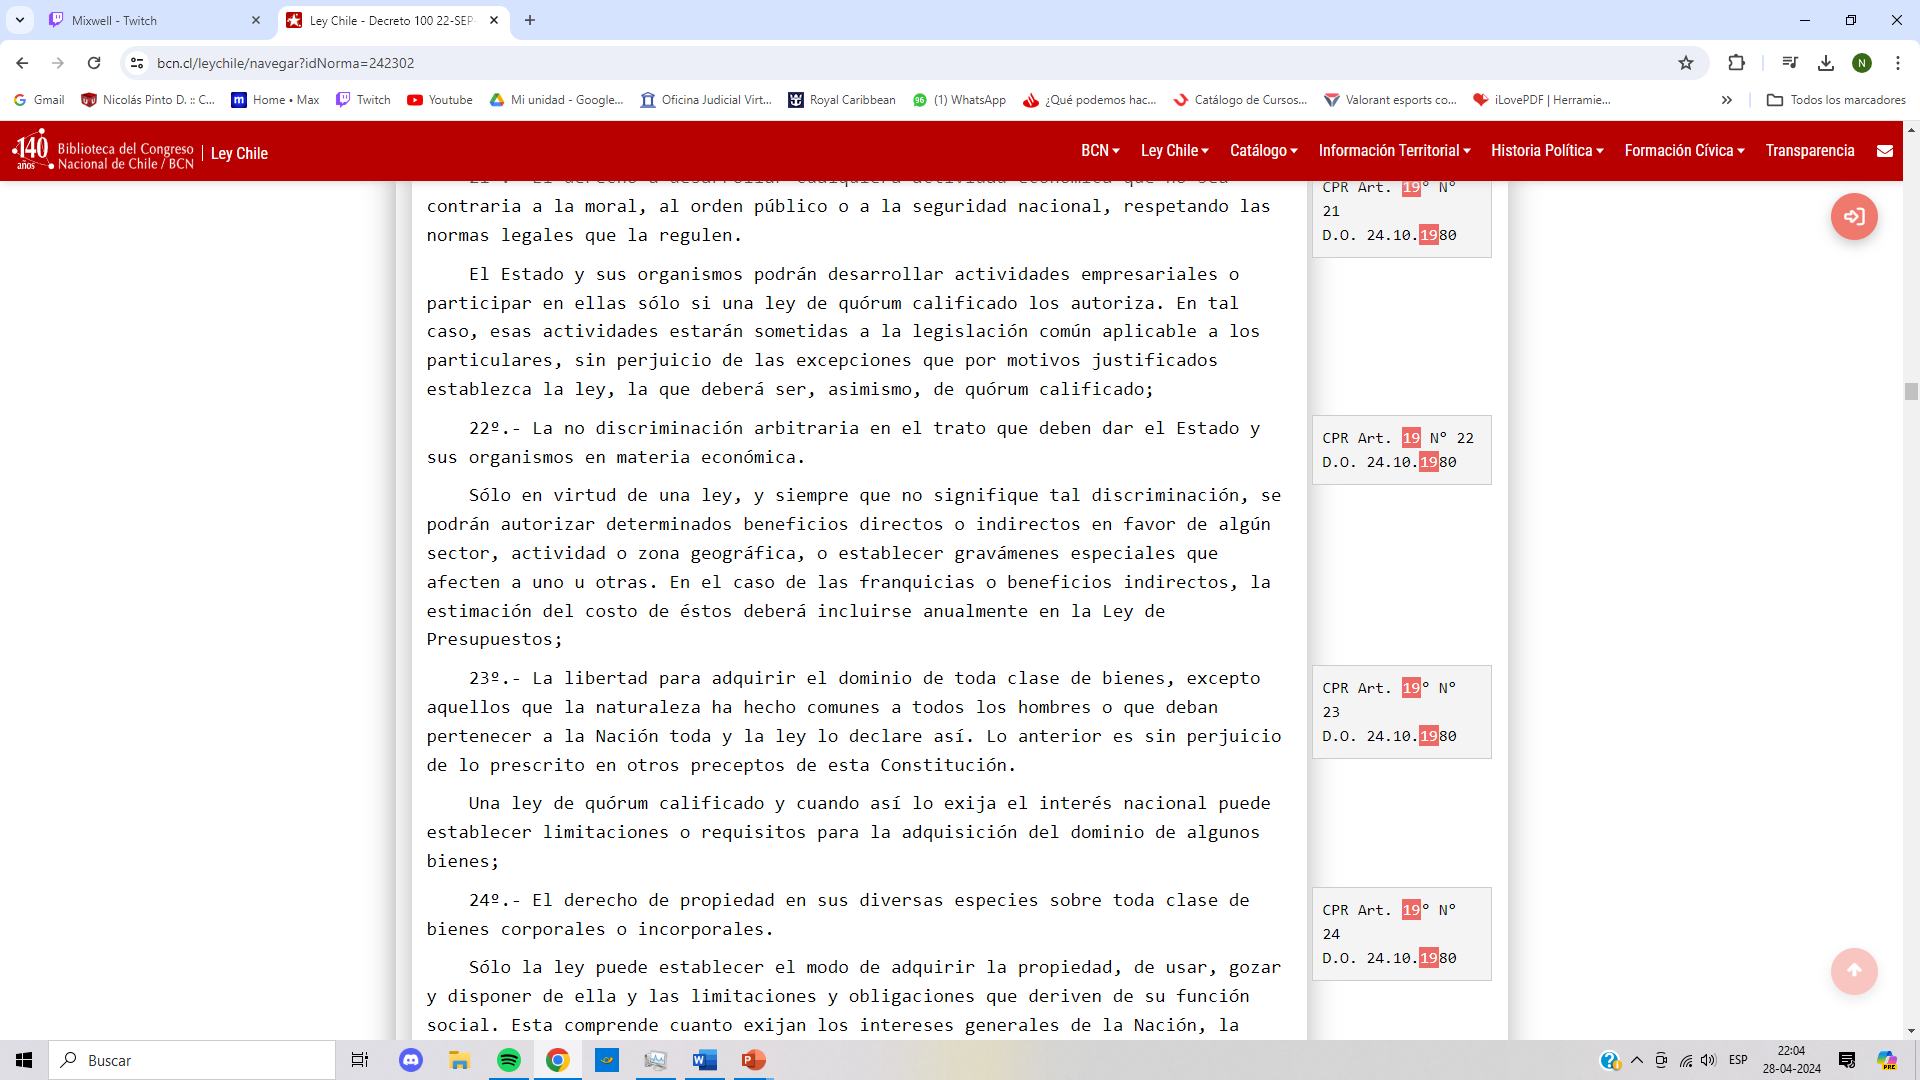 Mixwell - Twitch
Ley Chile - Decreto 100 22-SEP-
bcn.cl/leychile/navegar?idNorma=242302
N
Gmail
Nicolás Pinto D. :: C...
Home • Max
Twitch
Youtube
Mi unidad - Google...
Oficina Judicial Virt...
Royal Caribbean
96
(1) WhatsApp
¿Qué podemos hac...
Catálogo de Cursos...
Valorant esports co...
iLovePDF | Herramie...
»
Todos los marcadores
140 años
Biblioteca del Congreso
Nacional de Chile / BCN
Ley Chile
BCN
Ley Chile
Catálogo
Información Territorial
Historia Política
Formación Cívica
Transparencia
21º.- El derecho a desarrollar cualquiera actividad económica que no sea
contraria a la moral, al orden público o a la seguridad nacional, respetando las
normas legales que la regulen.
El Estado y sus organismos podrán desarrollar actividades empresariales o
participar en ellas sólo si una ley de quórum calificado los autoriza. En tal
caso, esas actividades estarán sometidas a la legislación común aplicable a los
particulares, sin perjuicio de las excepciones que por motivos justificados
establezca la ley, la que deberá ser, asimismo, de quórum calificado;
22º.- La no discriminación arbitraria en el trato que deben dar el Estado y
sus organismos en materia económica.
Sólo en virtud de una ley, y siempre que no signifique tal discriminación, se
podrán autorizar determinados beneficios directos o indirectos en favor de algún
sector, actividad o zona geográfica, o establecer gravámenes especiales que
afecten a uno u otras. En el caso de las franquicias o beneficios indirectos, la
estimación del costo de éstos deberá incluirse anualmente en la Ley de
Presupuestos;
23º.- La libertad para adquirir el dominio de toda clase de bienes, excepto
aquellos que la naturaleza ha hecho comunes a todos los hombres o que deban
pertenecer a la Nación toda y la ley lo declare así. Lo anterior es sin perjuicio
de lo prescrito en otros preceptos de esta Constitución.
Una ley de quórum calificado y cuando así lo exija el interés nacional puede
establecer limitaciones o requisitos para la adquisición del dominio de algunos
bienes;
24º.- El derecho de propiedad en sus diversas especies sobre toda clase de
bienes corporales o incorporales.
Sólo la ley puede establecer el modo de adquirir la propiedad, de usar, gozar
y disponer de ella y las limitaciones y obligaciones que deriven de su función
social. Esta comprende cuanto exijan los intereses generales de la Nación, la
CPR Art. 19° N°
21
D.O. 24.10.1980
CPR Art. 19 N° 22
D.O. 24.10.1980
CPR Art. 19° N°
23
D.O. 24.10.1980
CPR Art. 19° N°
24
D.O. 24.10.1980
Buscar
ESP
22:04
28-04-2024
PRE